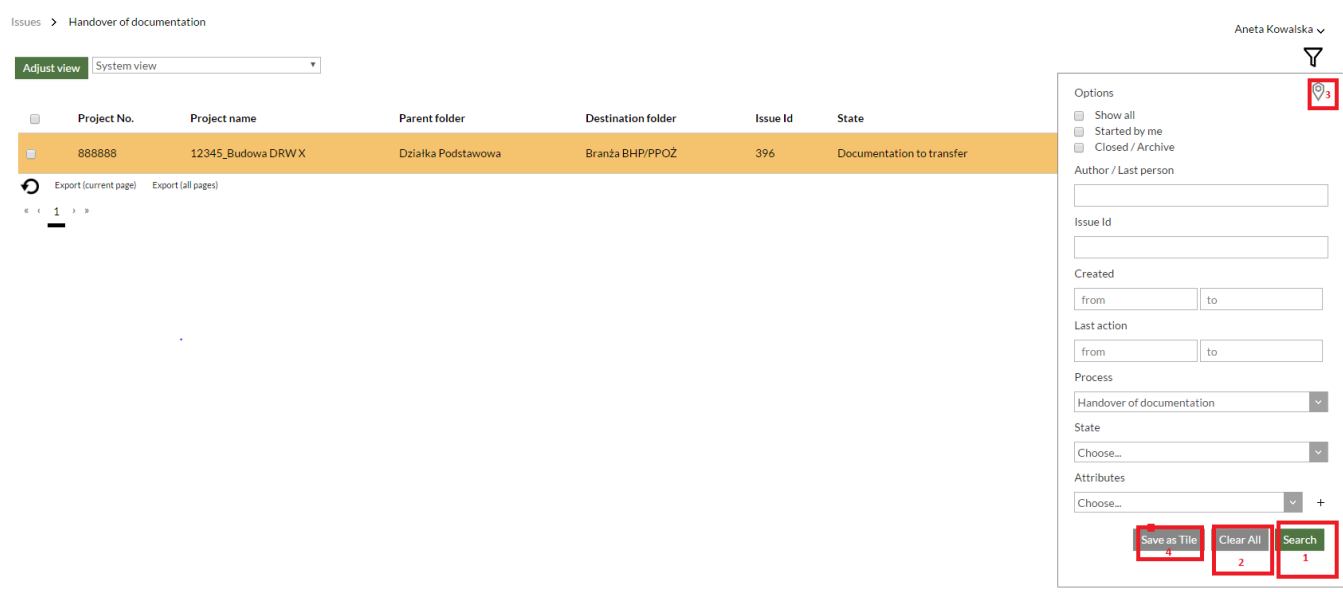 Issues > Handover of documentation
Aneta Kowalska
Adjust view System view
Project No. Project name Parent folder Destination folder Issue Id State
888888 12345_Budowa DRW X Działka Podstawowa Branża BHP/PPOŻ 396 Documentation to transfer
Export (current page) Export (all pages)
« ‹ 1 › »
Options 3
Show all
Started by me
Closed / Archive
Author / Last person
Issue Id
Created
from to
Last action
from to
Process
Handover of documentation
State
Choose...
Attributes
Choose... +
Save as Tile Clear All Search
4 2 1